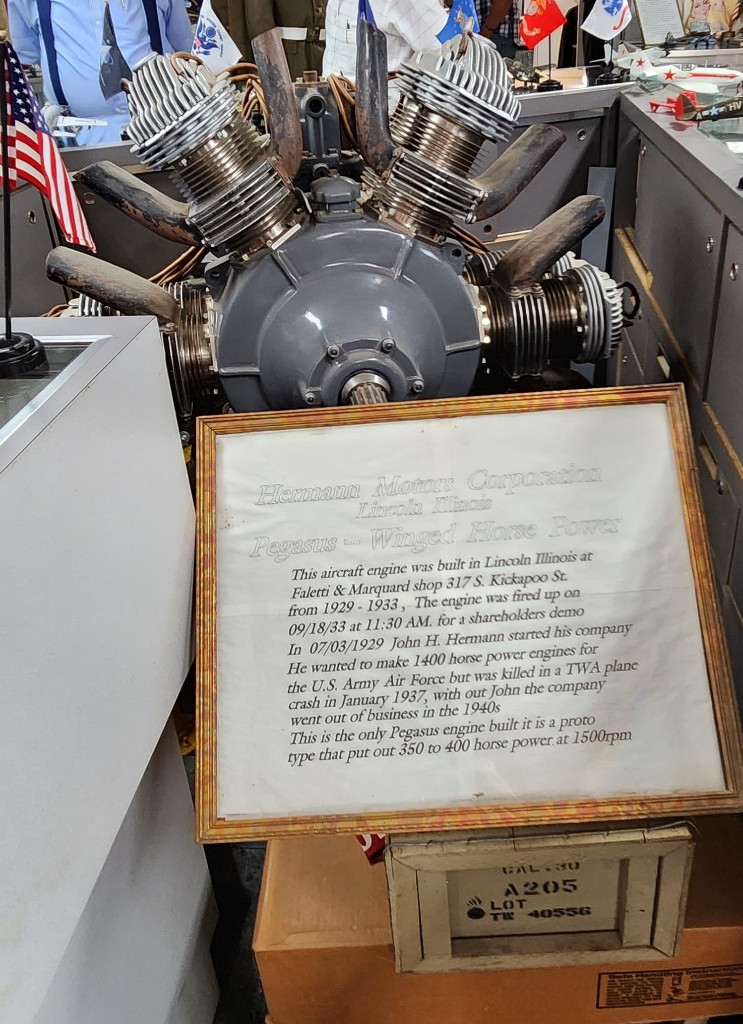 Hermann Motors Corporation
Lincoln Illinois
Pegasus - Winged Horse Power
This aircraft engine was built in Lincoln Illinois at
Faletti & Marquard shop 317 S. Kickapoo St.
from 1929 - 1933 , The engine was fired up on
09/18/33 at 11:30 AM. for a shareholders demo
In 07/03/1929 John H. Hermann started his company
He wanted to make 1400 horse power engines for
the U.S. Army Air Force but was killed in a TWA plane
crash in January 1937, with out John the company
went out of business in the 1940s
This is the only Pegasus engine built it is a proto
type that put out 350 to 400 horse power at 1500rpm
CAL .30
A205
LOT
TW 40556
Safe Handling Instructions
HV